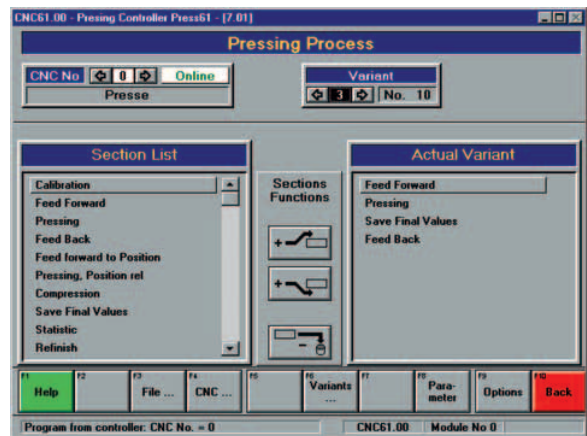 CNC61.00 - Presing Controller Press61 - [7.01]
Pressing Process
CNC No 0 Online
Presse
Variant
3 No. 10
Section List
Calibration
Feed Forward
Pressing
Feed Back
Feed forward to Position
Pressing, Position rel
Compression
Save Final Values
Statistic
Refinish
Sections
Functions
+
+
-
Actual Variant
Feed Forward
Pressing
Save Final Values
Feed Back
F1 Help
F2
F3 File ...
F4 CNC ...
F5
F6 Variants ...
F7
F8 Para-
meter
F9 Options
F10 Back
Program from controller: CNC No. = 0
CNC61.00 Module No 0